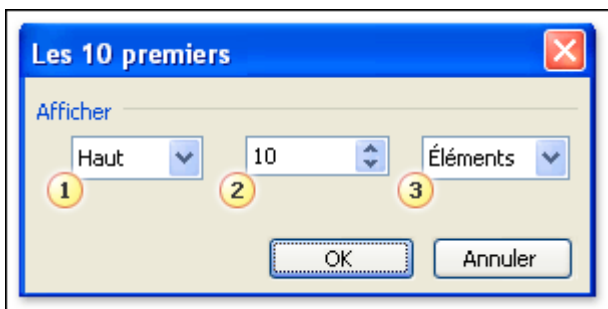 Les 10 premiers
Afficher
Haut 10 Éléments
1 2 3
OK Annuler